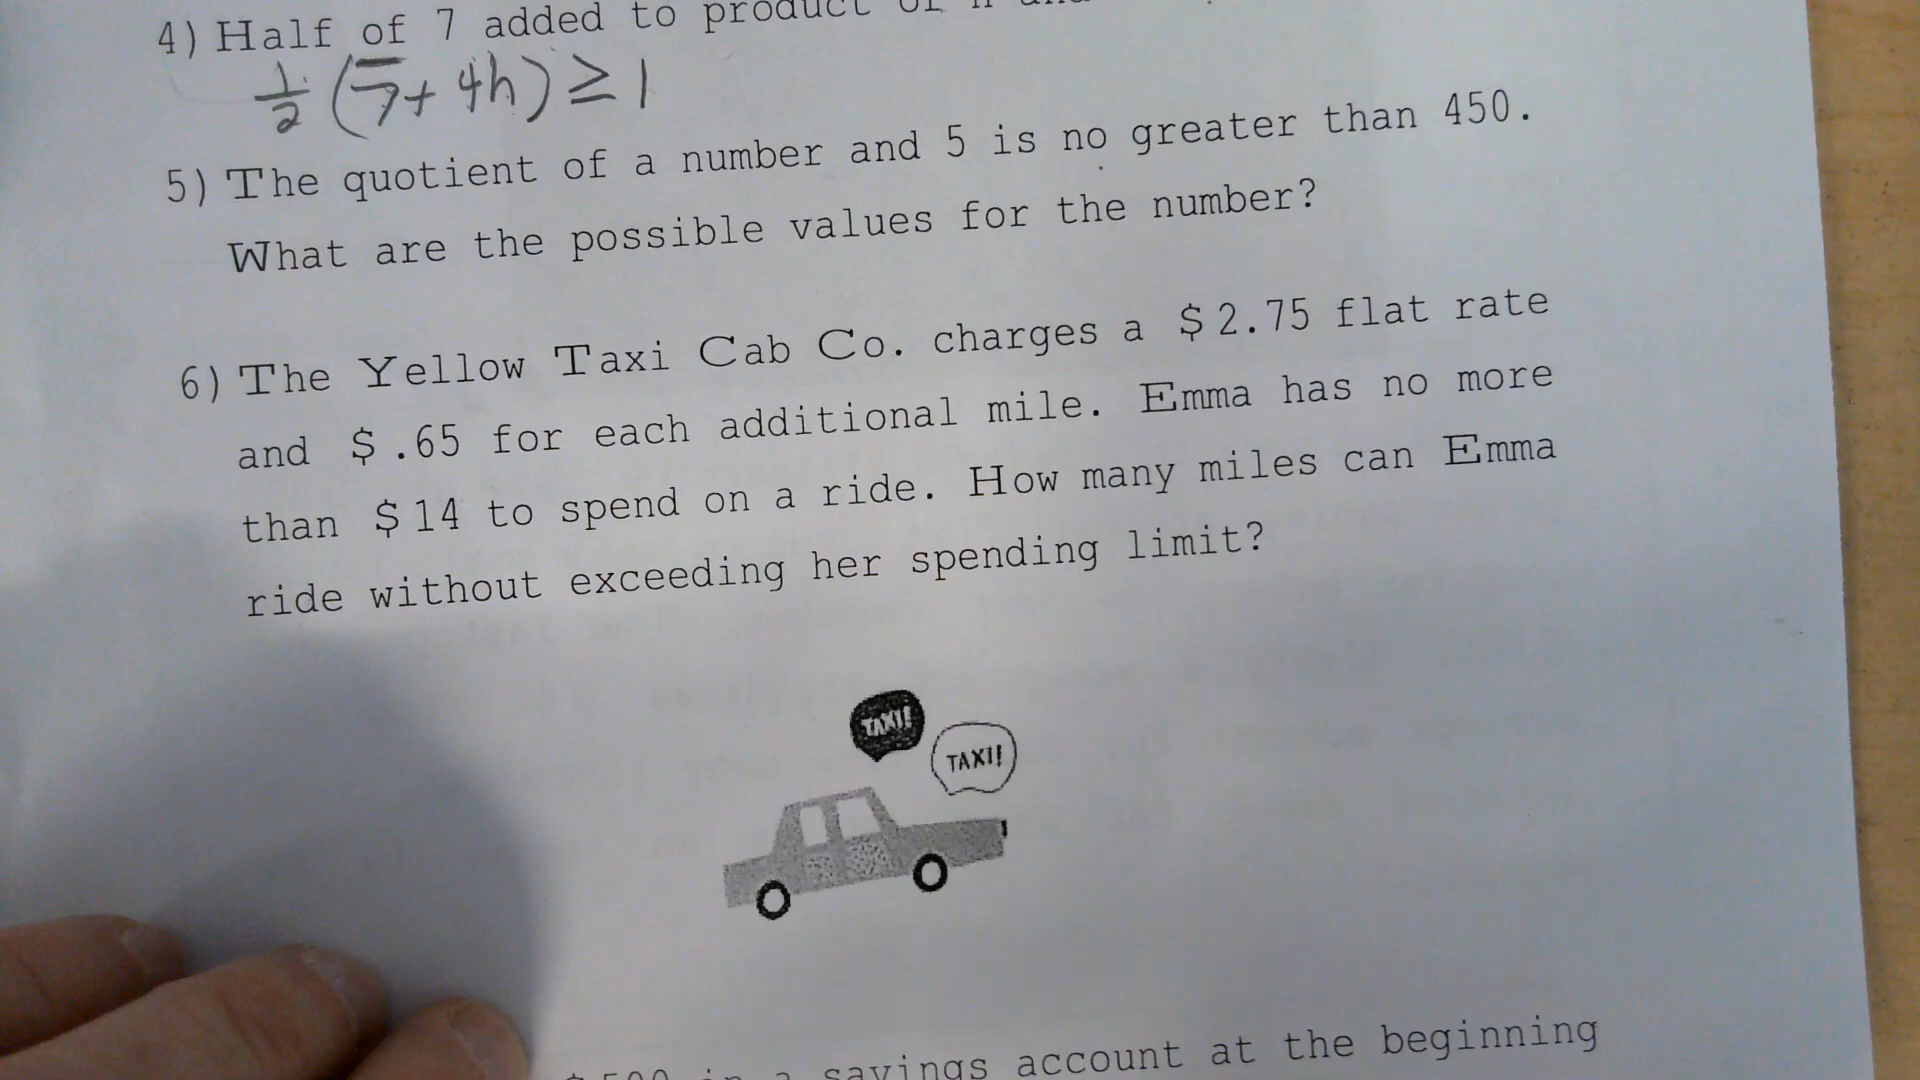 4) Half of 7 added to product of
1/2 (7 + 4h) ≥ 1
5) The quotient of a number and 5 is no greater than 450.
What are the possible values for the number?
6) The Yellow Taxi Cab Co. charges a $2.75 flat rate
and $.65 for each additional mile. Emma has no more
than $14 to spend on a ride. How many miles can Emma
ride without exceeding her spending limit?
TAXI!
TAXI!
$500 in a savings account at the beginning